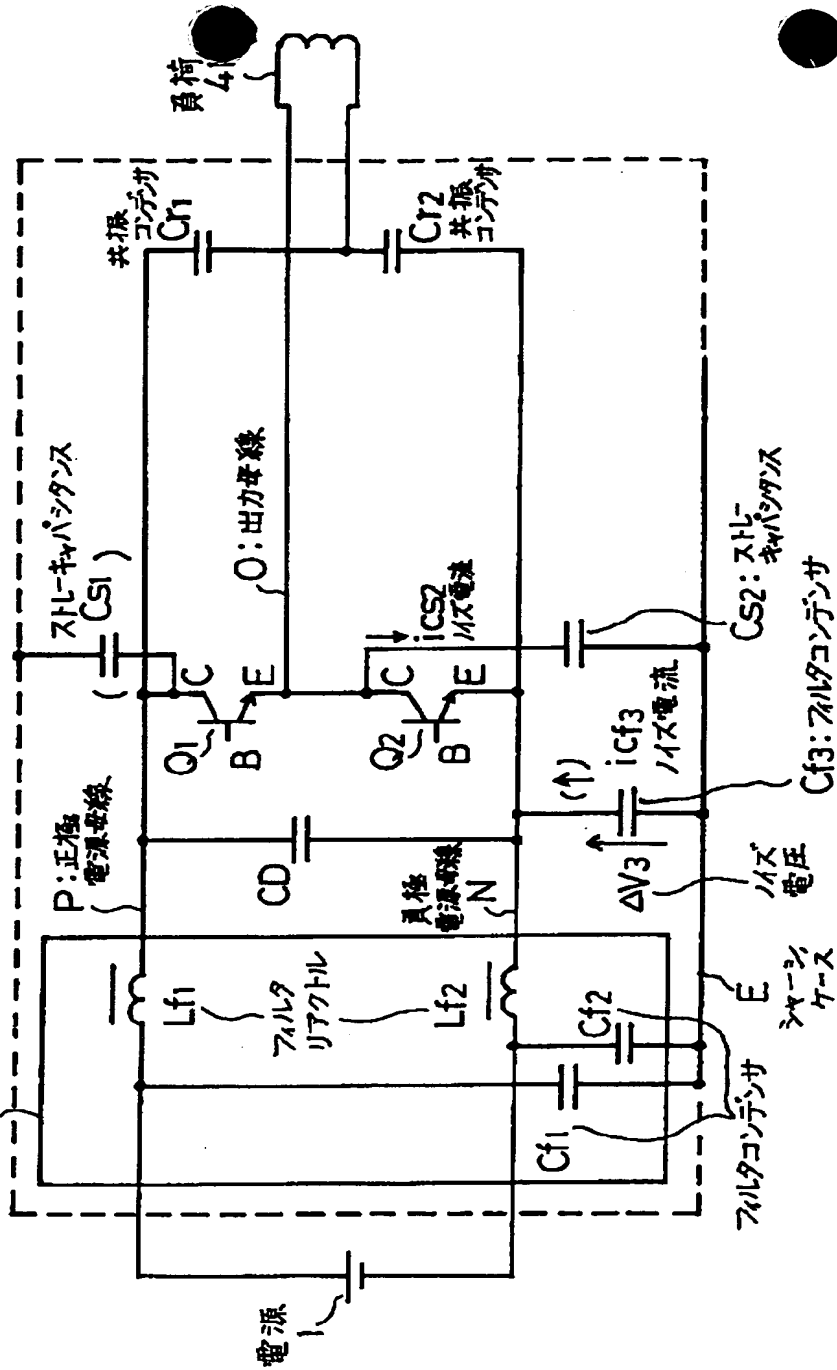 電源
1
P:正極
電源母線
Lf1
フィルタ
リアクトル
Lf2
Cf1
Cf2
フィルタコンデンサ
CD
負極
電源母線
N
ストレーキャパシタンス
(Cs1)
Q1
C
B
E
O:出力母線
Q2
C
B
E
ics2
ノイズ電流
(↑)
icf3
ノイズ電流
ΔV3
ノイズ
電圧
E
シャーシ,
ケース
Cf3:フィルタコンデンサ
Cs2:ストレー
キャパシタンス
共振
コンデンサ
Cr1
Cr2
共振
コンデンサ
負荷